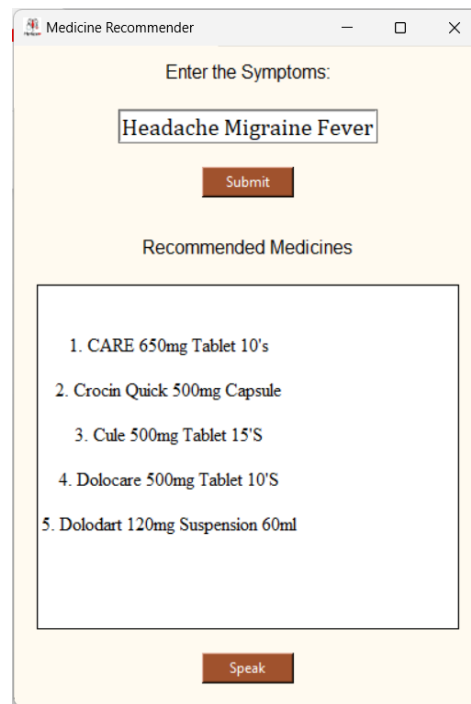 Medicine Recommender
Enter the Symptoms:
Headache Migraine Fever
Submit
Recommended Medicines
1. CARE 650mg Tablet 10's
2. Crocin Quick 500mg Capsule
3. Cule 500mg Tablet 15'S
4. Dolocare 500mg Tablet 10'S
5. Dolodart 120mg Suspension 60ml
Speak